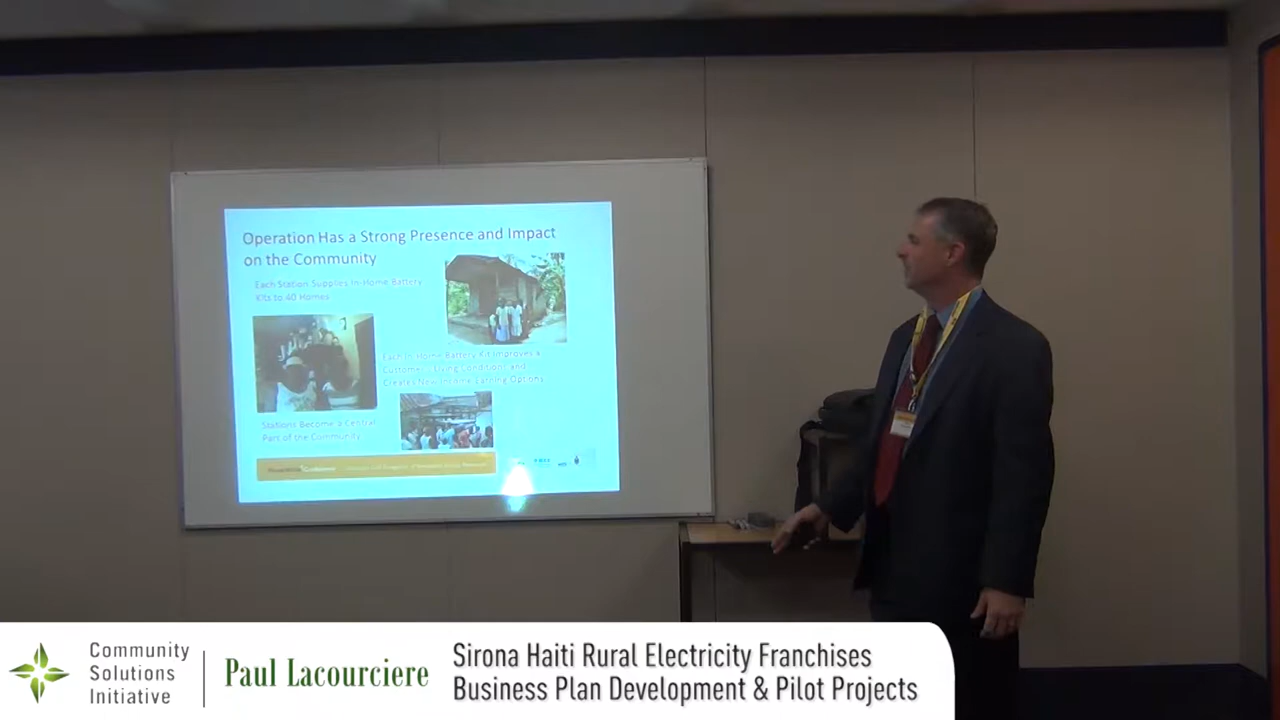 Operation Has a Strong Presence and Impact
on the Community
Each Station Supplies In-Home Battery
Kits to 40 Homes
Each In-Home Battery Kit Improves a
Customer's Living Conditions and
Creates New Income Earning Options
Stations Become a Central
Part of the Community
Community
Solutions
Initiative
Paul Lacourciere
Sirona Haiti Rural Electricity Franchises
Business Plan Development & Pilot Projects